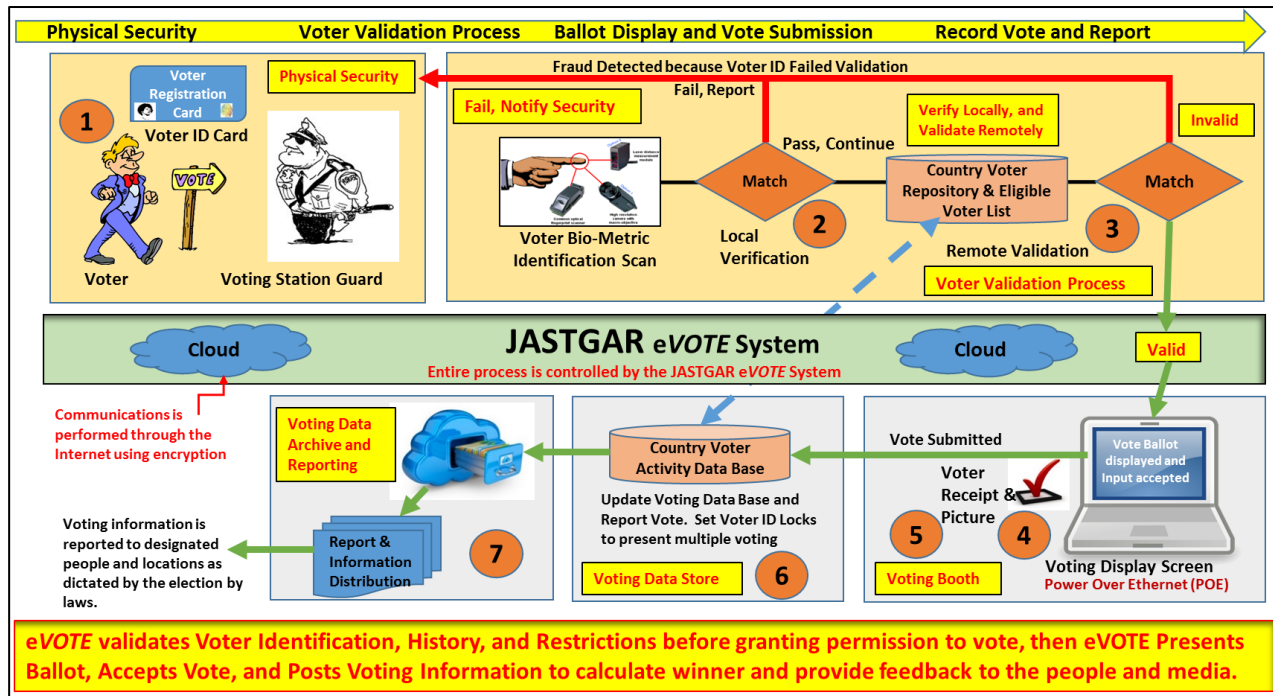 Physical Security
Voter Validation Process
Ballot Display and Vote Submission
Record Vote and Report
Voter
Registration
Card
Voter ID Card
1
VOTE
Voter
Physical Security
Voting Station Guard
Fraud Detected because Voter ID Failed Validation
Fail, Report
Fail, Notify Security
Voter Bio-Metric
Identification Scan
Match
Pass, Continue
2
Local
Verification
Verify Locally, and
Validate Remotely
Country Voter
Repository & Eligible
Voter List
3
Remote Validation
Voter Validation Process
Invalid
Match
Cloud
JASTGAR eVOTE System
Entire process is controlled by the JASTGAR eVOTE System
Cloud
Valid
Communications is
performed through the
Internet using encryption
Voting information is
reported to designated
people and locations as
dictated by the election by
laws.
Voting Data
Archive and
Reporting
Report &
Information
Distribution
7
Country Voter
Activity Data Base
Update Voting Data Base and
Report Vote. Set Voter ID Locks
to present multiple voting
Voting Data Store
6
Vote Submitted
Voter
Receipt &
Picture
5
4
Voting Booth
Vote Ballot
displayed and
Input accepted
Voting Display Screen
Power Over Ethernet (POE)
eVOTE validates Voter Identification, History, and Restrictions before granting permission to vote, then eVOTE Presents
Ballot, Accepts Vote, and Posts Voting Information to calculate winner and provide feedback to the people and media.